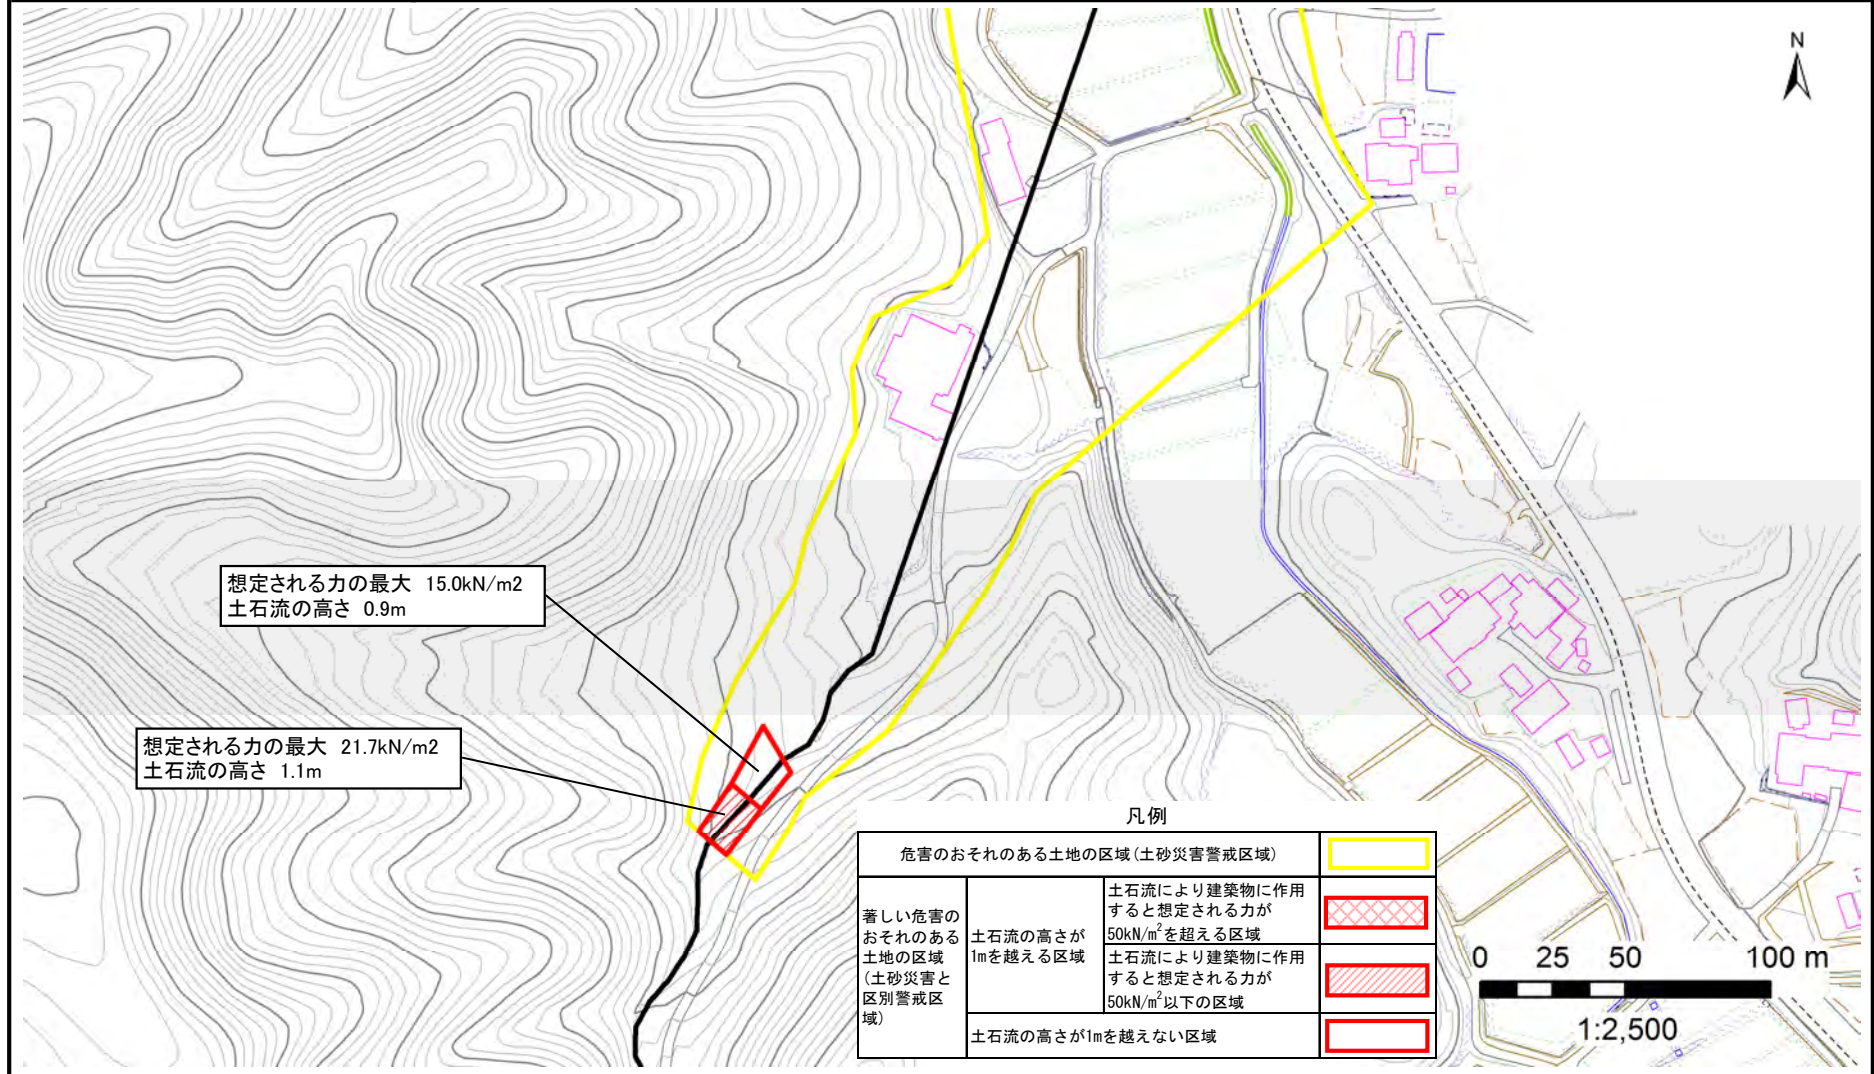 N
想定される力の最大 15.0kN/m2
土石流の高さ 0.9m
想定される力の最大 21.7kN/m2
土石流の高さ 1.1m
凡例
危害のおそれのある土地の区域(土砂災害警戒区域)
著しい危害の
おそれのある
土地の区域
(土砂災害と
区別警戒区
域)
土石流の高さが
1mを越える区域
土石流により建築物に作用
すると想定される力が
50kN/m²を超える区域
土石流により建築物に作用
すると想定される力が
50kN/m²以下の区域
土石流の高さが1mを越えない区域
0 25 50 100 m
1:2,500